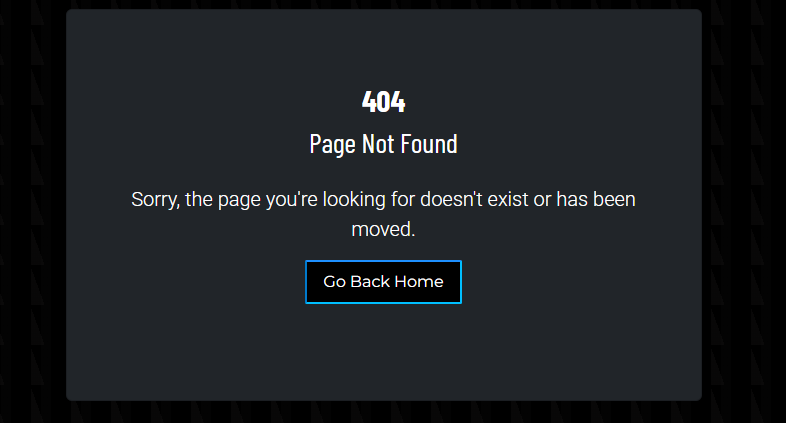 404
Page Not Found
Sorry, the page you're looking for doesn't exist or has been
moved.
Go Back Home